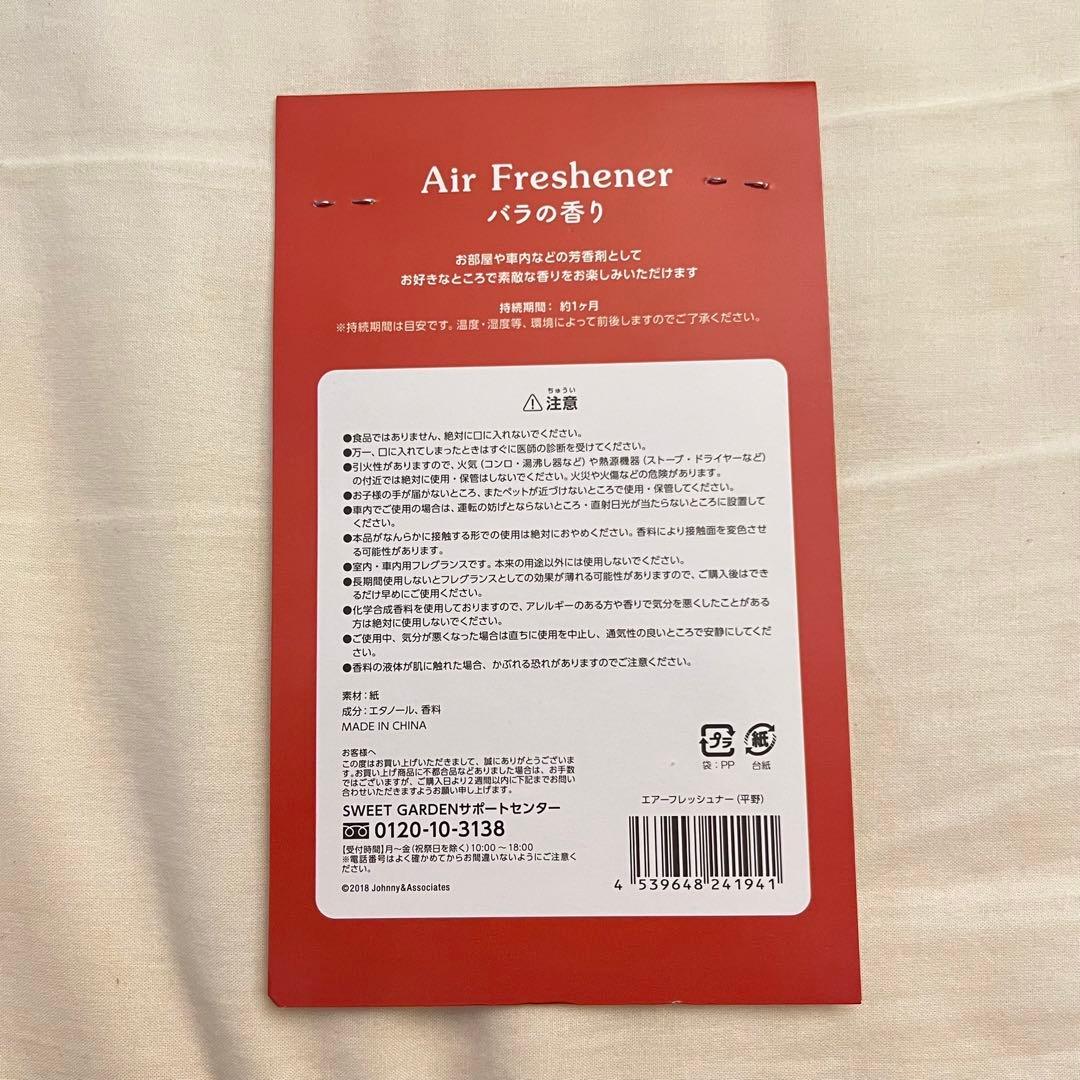 Air Freshener
バラの香り
お部屋や車内などの芳香剤として
お好きなところで素敵な香りをお楽しみいただけます
持続期間： 約1ヶ月
※持続期間は目安です。温度・湿度等、環境によって前後しますのでご了承ください。
ちゅうい
注意
●食品ではありません、絶対に口に入れないでください。
●万一、口に入れてしまったときはすぐに医師の診断を受けてください。
●引火性がありますので、火気（コンロ・湯沸し器など）や熱源機器（ストーブ・ドライヤーなど）
の付近では絶対に使用・保管はしないでください。火災や火傷などの危険があります。
●お子様の手が届かないところ、またペットが近づけないところで使用・保管してください。
●車内でご使用の場合は、運転の妨げとならないところ・直射日光が当たらないところに設置して
ください。
●本品がなんらかに接触する形での使用は絶対におやめください。香料により接触面を変色させ
る可能性があります。
●室内・車内用フレグランスです。本来の用途以外には使用しないでください。
●長期間使用しないとフレグランスとしての効果が薄れる可能性がありますので、ご購入後はでき
るだけ早めにご使用ください。
●化学合成香料を使用しておりますので、アレルギーのある方や香りで気分を悪くしたことがある
方は絶対に使用しないでください。
●ご使用中、気分が悪くなった場合は直ちに使用を中止し、通気性の良いところで安静にしてくだ
さい。
●香料の液体が肌に触れた場合、かぶれる恐れがありますのでご注意ください。
素材：紙
成分：エタノール、香料
MADE IN CHINA
プラ
紙
袋：PP
台紙
お客様へ
この度はお買い上げいただきまして、誠にありがとうございま
す。お買い上げ商品に不都合品などありました場合は、お手数
ではございますが、ご購入日より2週間以内に下記までお問い
合わせいただきますようお願い申し上げます。
SWEET GARDENサポートセンター
0120-10-3138
【受付時間】月～金（祝祭日を除く）10:00～18:00
※電話番号はよく確かめてからお間違いないようにご注意く
ださい。
©2018 Johnny&Associates
エアーフレッシュナー（平野）
4 539648 241941